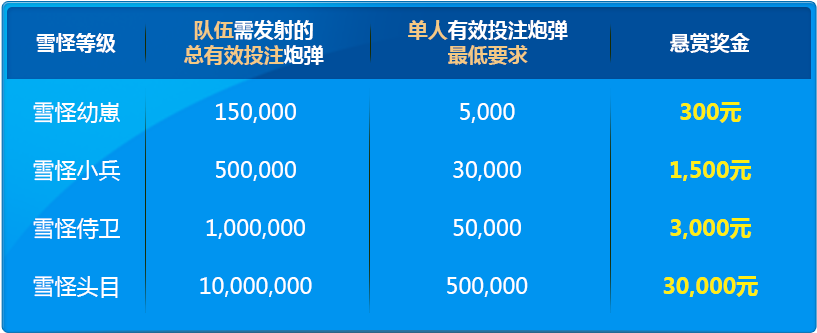 雪怪等级 队伍需发射的 单人有效投注炮弹 悬赏奖金
总有效投注炮弹 最低要求
雪怪幼崽 150,000 5,000 300元
雪怪小兵 500,000 30,000 1,500元
雪怪侍卫 1,000,000 50,000 3,000元
雪怪头目 10,000,000 500,000 30,000元